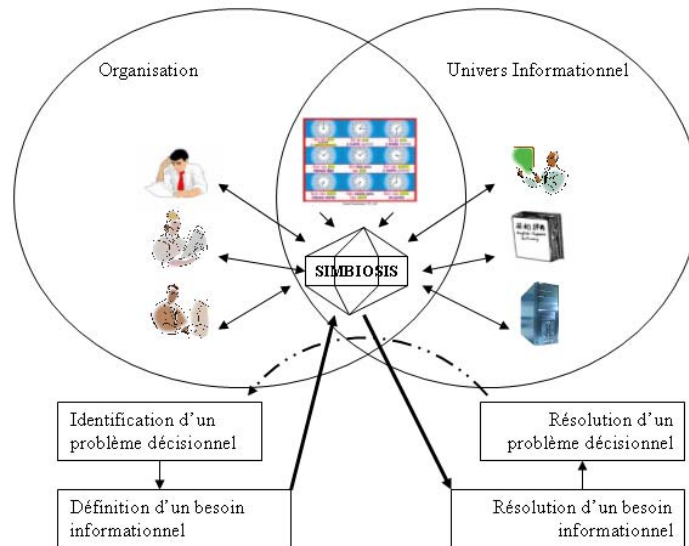 Organisation
Univers Informationnel
SIMBIOSIS
Identification d'un
problème décisionnel
Résolution d'un
problème décisionnel
Définition d'un besoin
informationnel
Résolution d'un besoin
informationnel